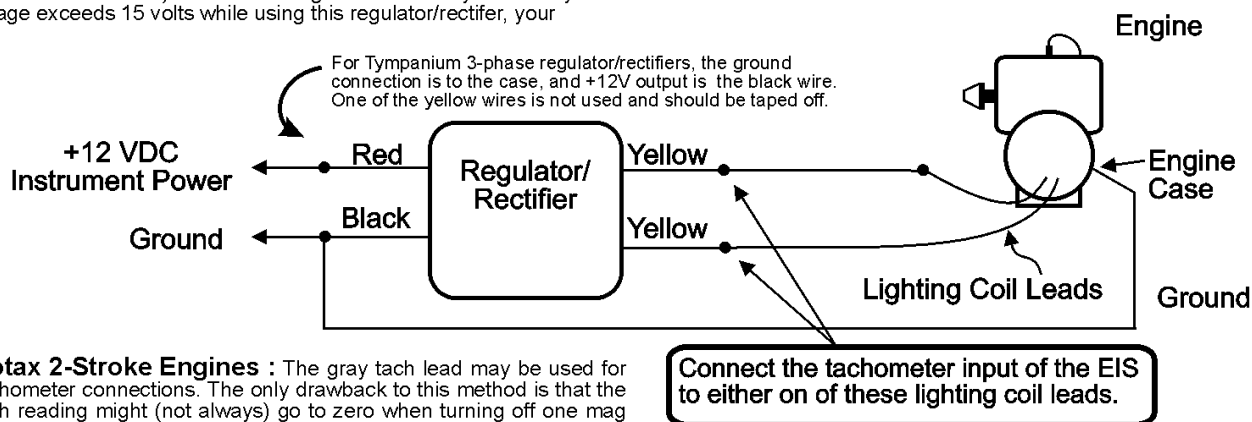 age exceeds 15 volts while using this regulator/rectifer, your
Engine
For Tympanium 3-phase regulator/rectifiers, the ground
connection is to the case, and +12V output is the black wire.
One of the yellow wires is not used and should be taped off.
+12 VDC
Instrument Power
Red
Regulator/
Rectifier
Yellow
Engine
Case
Ground
Black
Yellow
Lighting Coil Leads
Ground
otax 2-Stroke Engines : The gray tach lead may be used for
chometer connections. The only drawback to this method is that the
h reading might (not always) go to zero when turning off one mag
Connect the tachometer input of the EIS
to either on of these lighting coil leads.